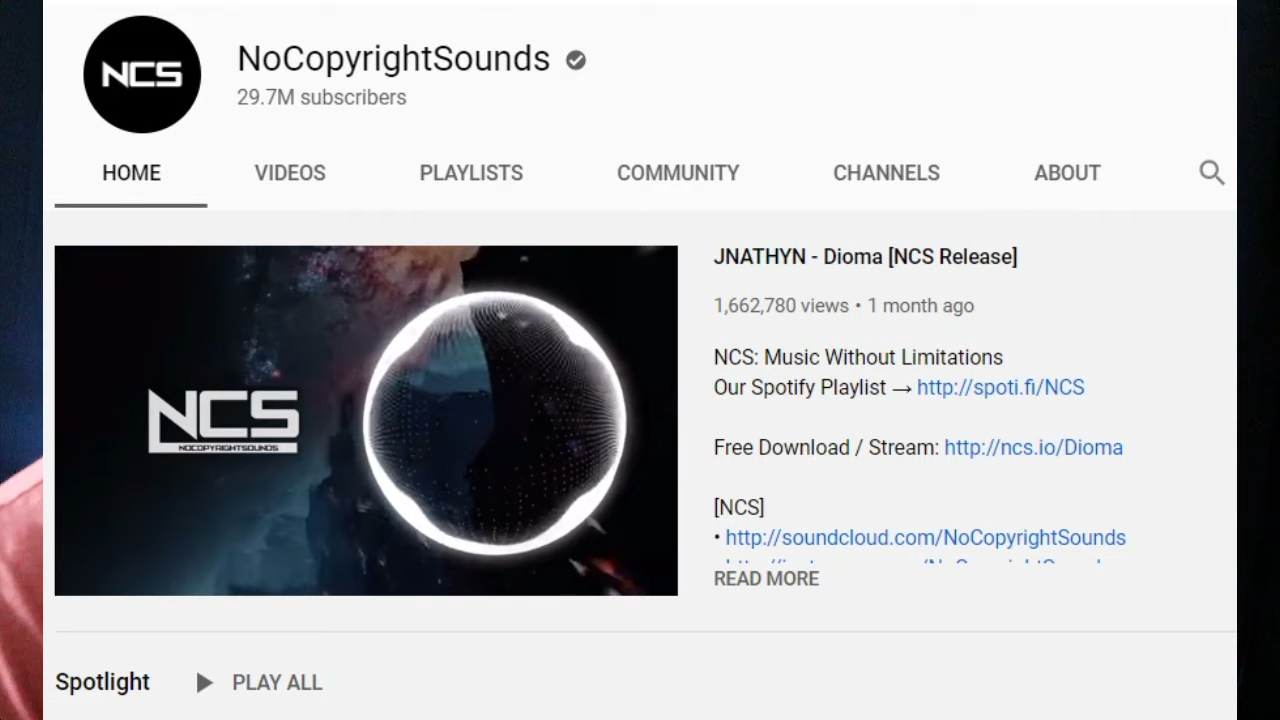 NCS
NoCopyrightSounds
29.7M subscribers
HOME
VIDEOS
PLAYLISTS
COMMUNITY
CHANNELS
ABOUT
NCS
NOCOPYRIGHTSOUNDS
JNATHYN - Dioma [NCS Release]
1,662,780 views • 1 month ago
NCS: Music Without Limitations
Our Spotify Playlist → http://spoti.fi/NCS
Free Download / Stream: http://ncs.io/Dioma
[NCS]
• http://soundcloud.com/NoCopyrightSounds
READ MORE
Spotlight
PLAY ALL